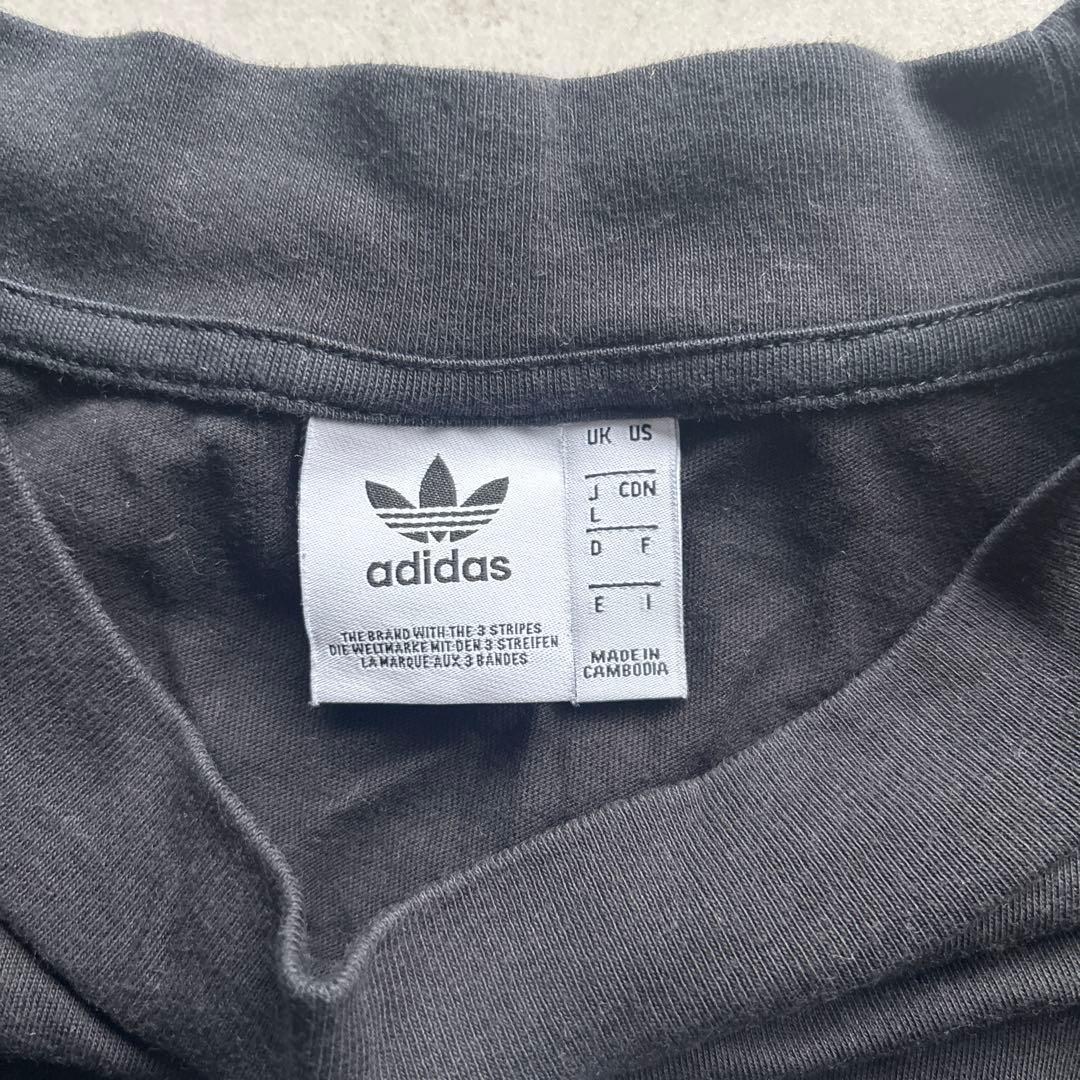 adidas
THE BRAND WITH THE 3 STRIPES
DIE WELTMARKE MIT DEN 3 STREIFEN
LA MARQUE AUX 3 BANDES
UK US
J CDN
L
D F
E I
MADE IN
CAMBODIA